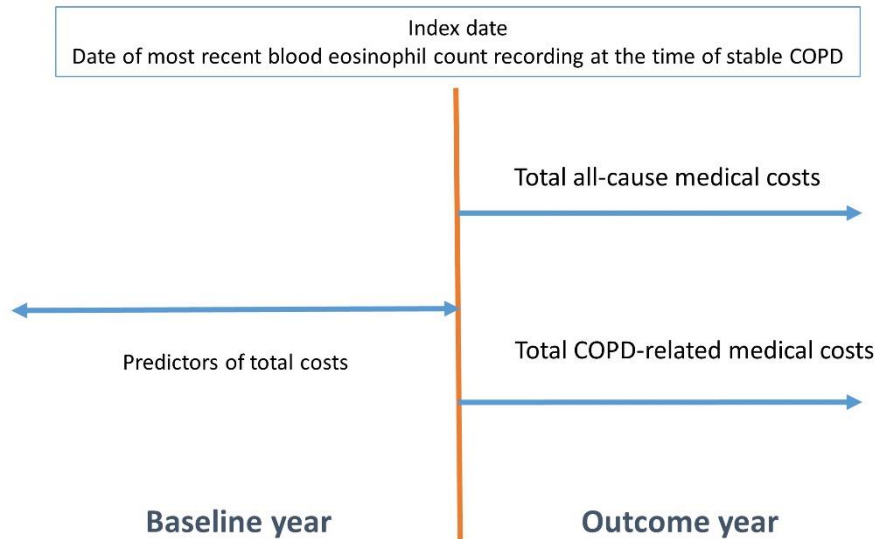 Index date
Date of most recent blood eosinophil count recording at the time of stable COPD
Total all-cause medical costs
Predictors of total costs
Total COPD-related medical costs
Baseline year
Outcome year